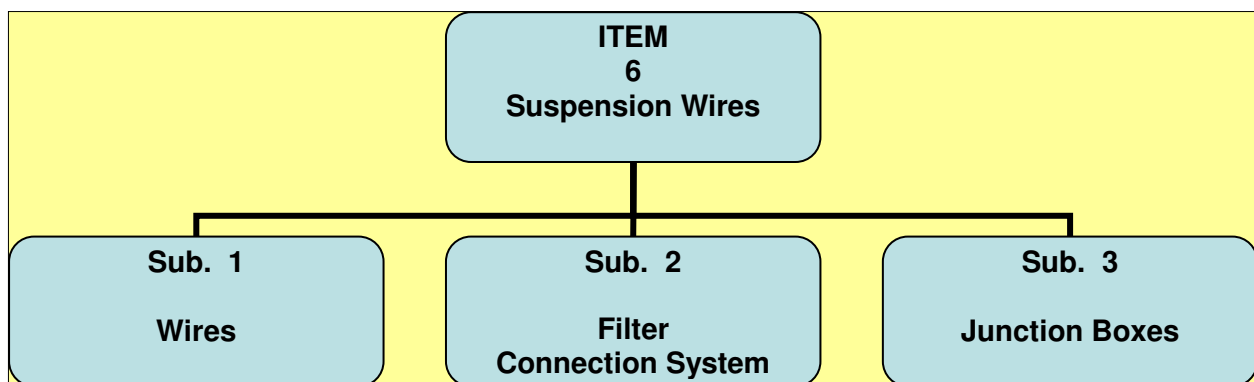 ITEM
6
Suspension Wires
Sub. 1
Wires
Sub. 2
Filter
Connection System
Sub. 3
Junction Boxes